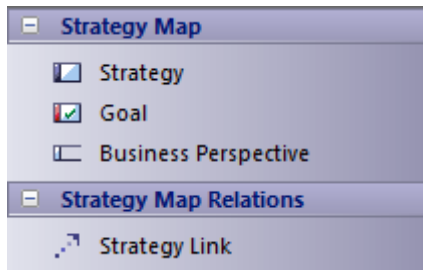 Strategy Map
Strategy
Goal
Business Perspective
Strategy Map Relations
Strategy Link